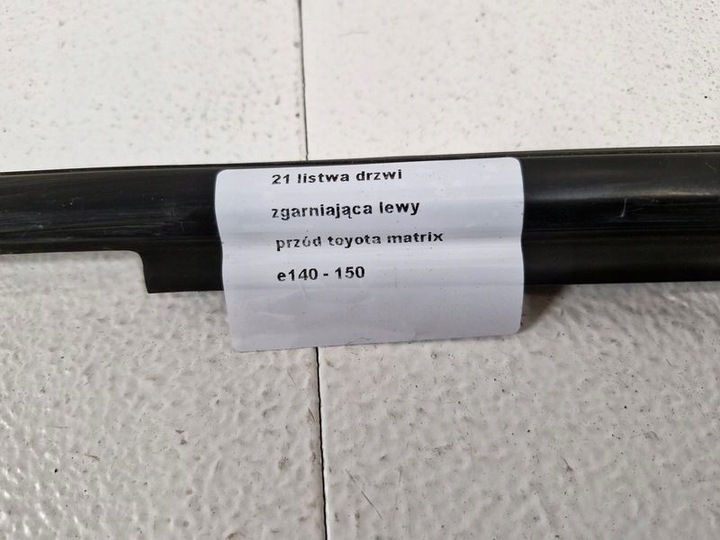 21 listwa drzwi
zgarniająca lewy
przód toyota matrix
e140 - 150